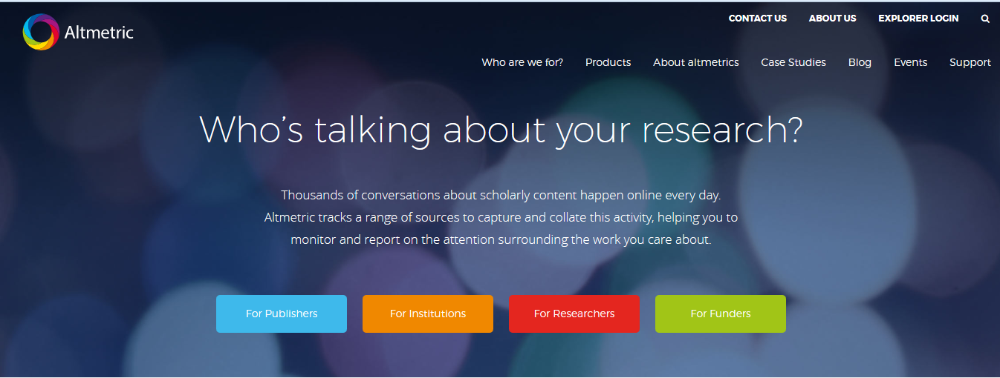 Altmetric
CONTACT US ABOUT US EXPLORER LOGIN
Who are we for? Products About altmetrics Case Studies Blog Events Support
Who's talking about your research?
Thousands of conversations about scholarly content happen online every day.
Altmetric tracks a range of sources to capture and collate this activity, helping you to
monitor and report on the attention surrounding the work you care about.
For Publishers For Institutions For Researchers For Funders